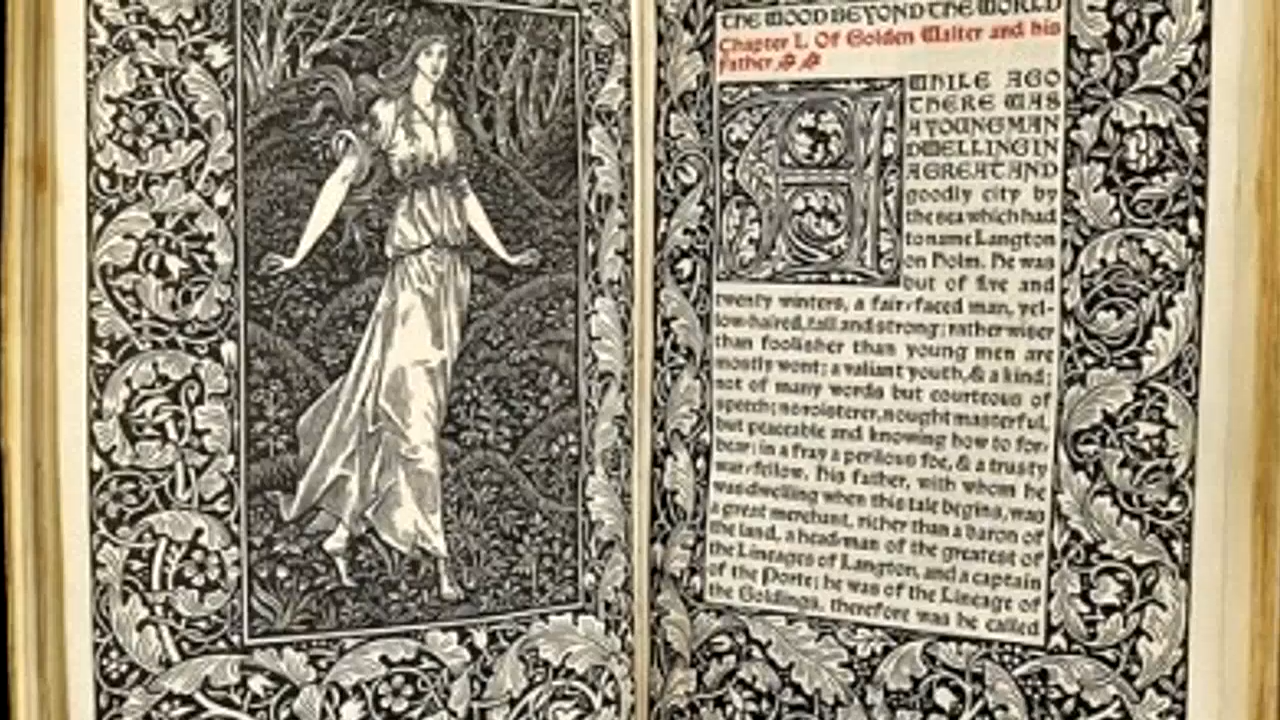 THE WOOD BEYOND THE WORLD
Chapter I. Of Golden Walter and his
Father
A WHILE AGO
THERE WAS
A YOUNG MAN
DWELLING IN
A GREAT AND
goodly city by
the sea which had
to name Langton
on Holm. He was
but of five and
twenty winters, a fair-faced man, yel-
low-haired, tall and strong; rather wiser
than foolisher than young men are
mostly wont; a valiant youth, & a kind;
not of many words but courteous of
speech; no roisterer, nought masterful,
but peaceable and knowing how to for-
bear; in a fray a perilous foe, & a trusty
war-fellow. His father, with whom he
was dwelling when this tale begins, was
a great merchant, richer than a baron of
the land, a head-man of the greatest of
the Lineages of Langton, and a captain
of the Porte; he was of the Lineage of
the Goldings, therefore was he called